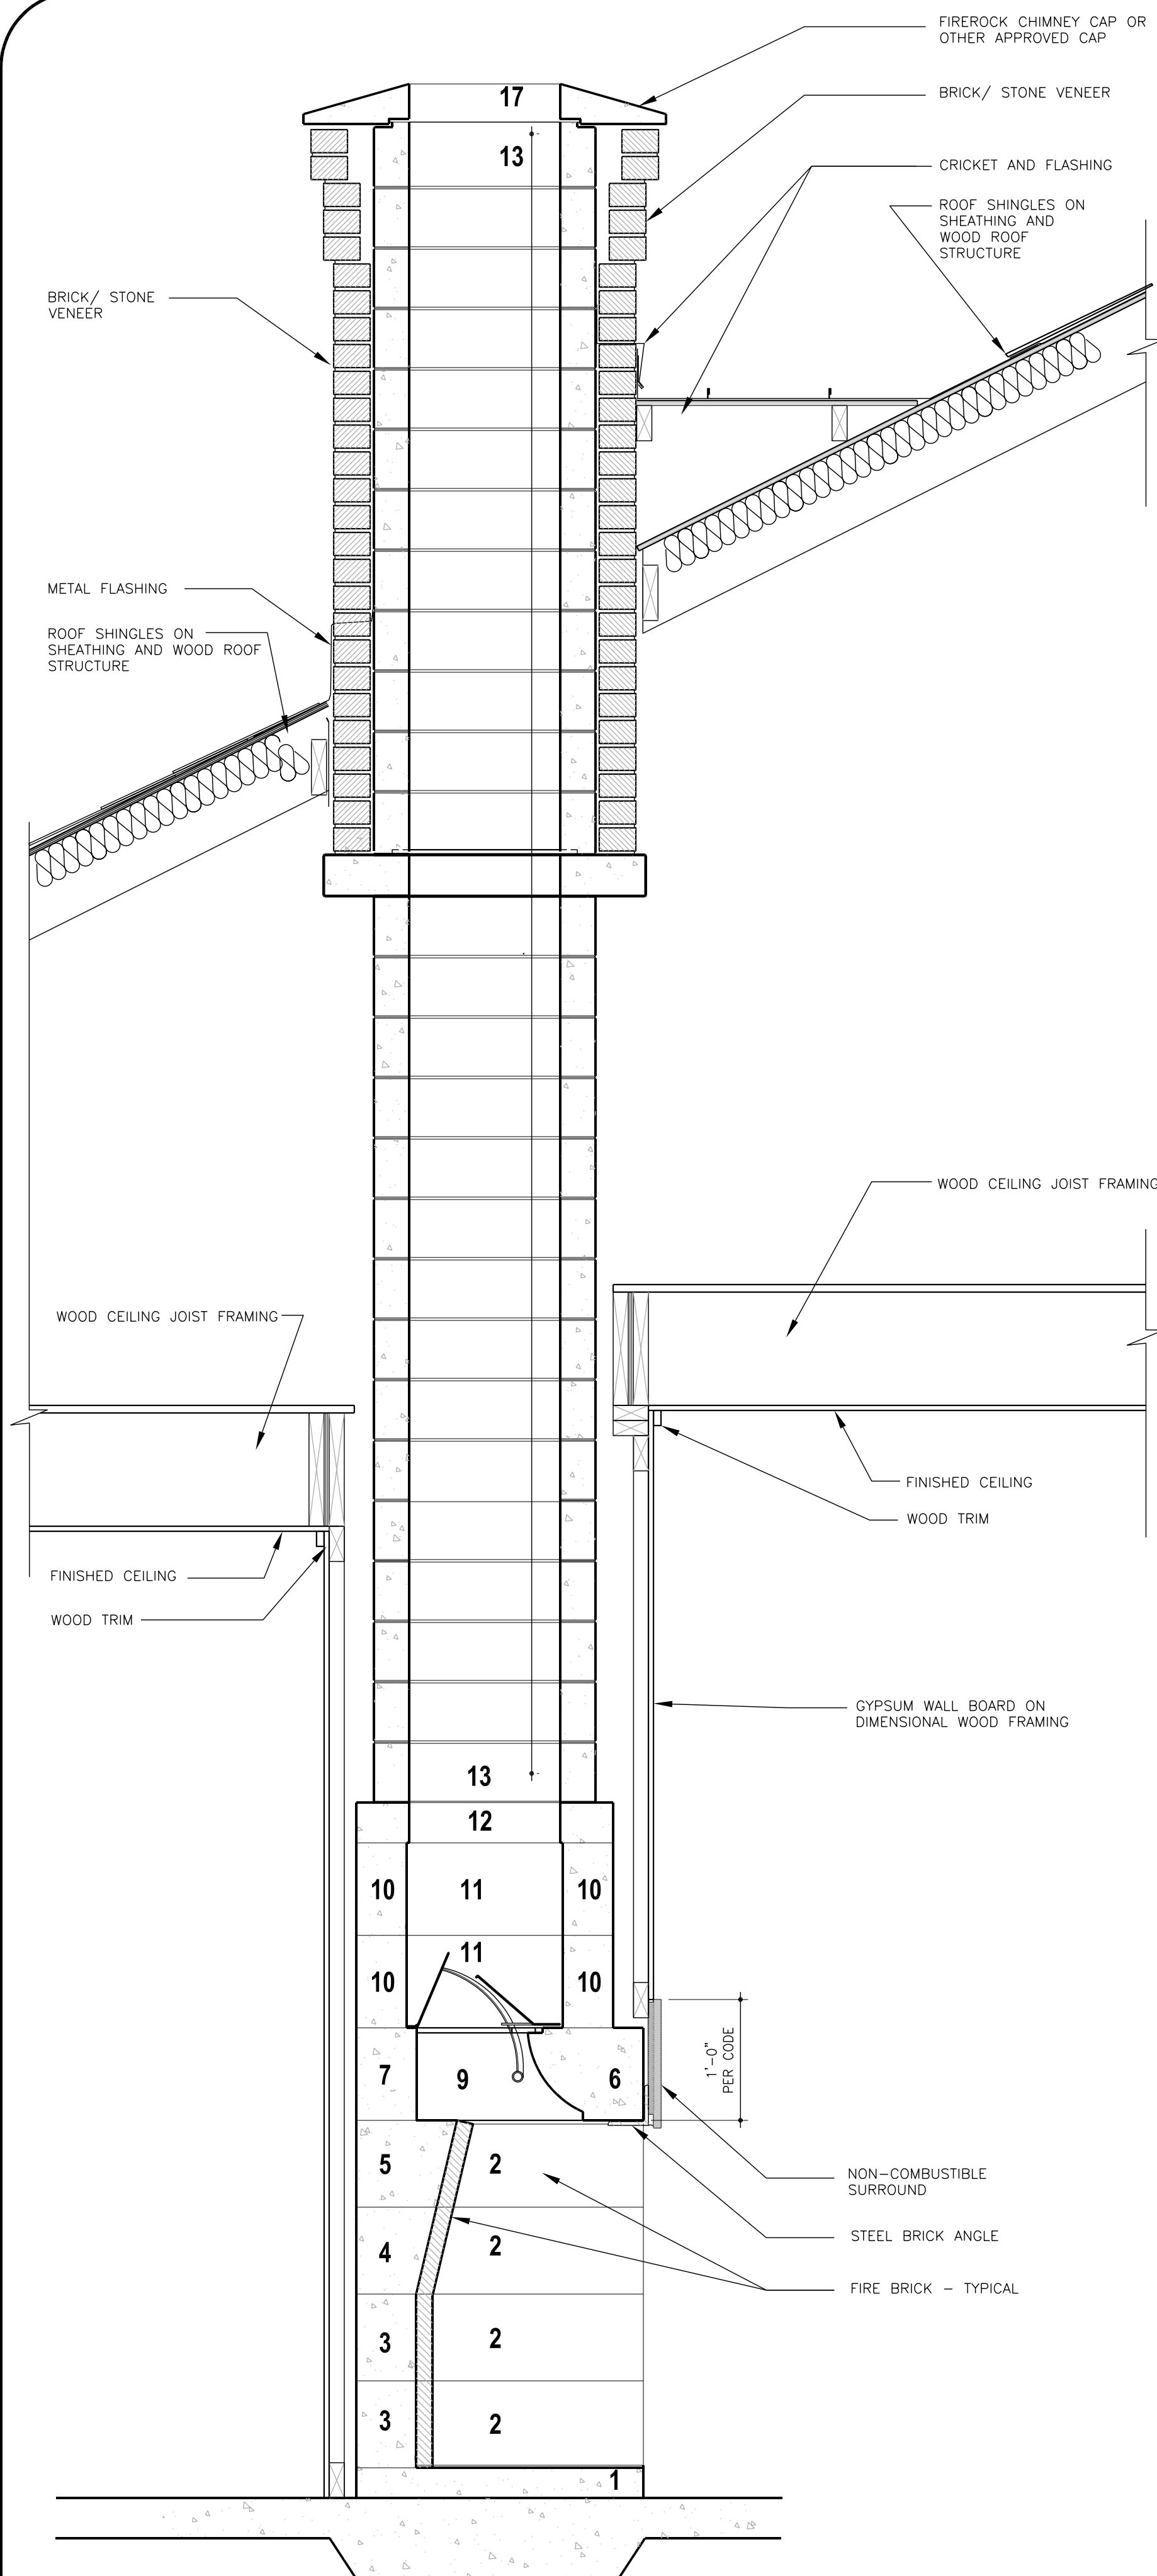 FIREROCK CHIMNEY CAP OR
OTHER APPROVED CAP
17
BRICK/ STONE VENEER
13
CRICKET AND FLASHING
ROOF SHINGLES ON
SHEATHING AND
WOOD ROOF
STRUCTURE
BRICK/ STONE
VENEER
METAL FLASHING
ROOF SHINGLES ON
SHEATHING AND WOOD ROOF
STRUCTURE
WOOD CEILING JOIST FRAMING
WOOD CEILING JOIST FRAMING
FINISHED CEILING
WOOD TRIM
FINISHED CEILING
WOOD TRIM
GYPSUM WALL BOARD ON
DIMENSIONAL WOOD FRAMING
13
12
10 11 10
11
10 10
1'-0"
PER CODE
7 9 6
5 2
NON-COMBUSTIBLE
SURROUND
STEEL BRICK ANGLE
4 2
FIRE BRICK - TYPICAL
3 2
3 2
1